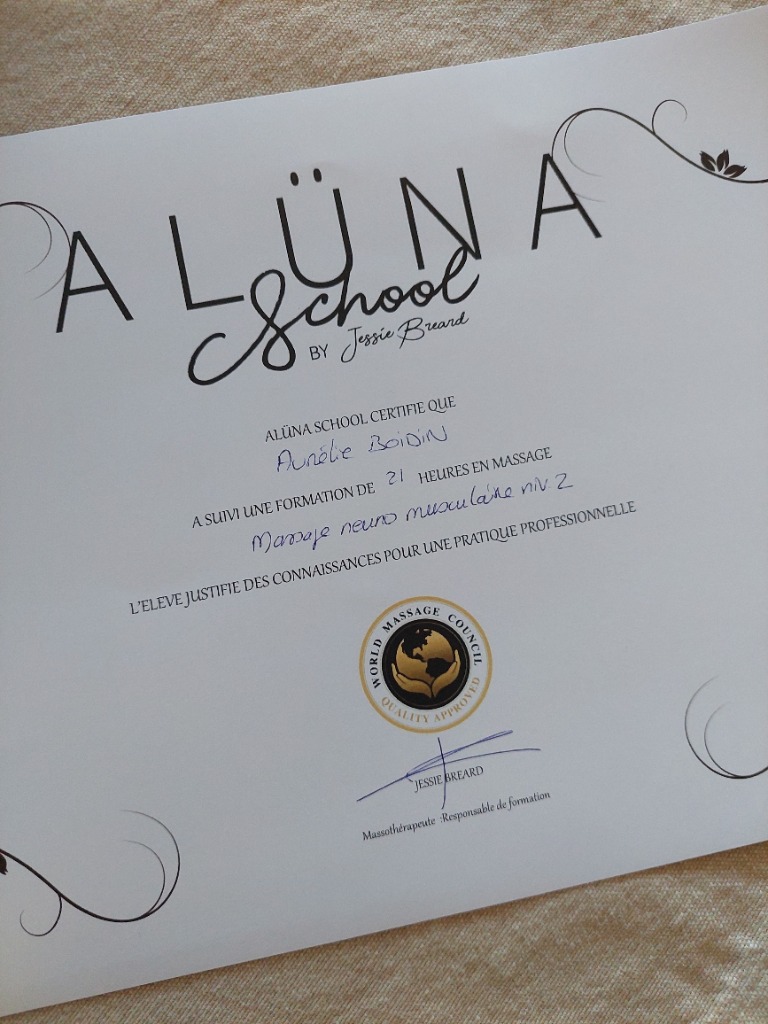 ALÜNA
School
BY Jessie Breard
ALÜNA SCHOOL CERTIFIE QUE
Aurélie BoiDiN
A SUIVI UNE FORMATION DE 21 HEURES EN MASSAGE
Massage neuro musculaire niv 2
L'ELEVE JUSTIFIE DES CONNAISSANCES POUR UNE PRATIQUE PROFESSIONNELLE
WORLD MASSAGE COUNCIL
QUALITY APPROVED
JESSIE BREARD
Massothérapeute :Responsable de formation